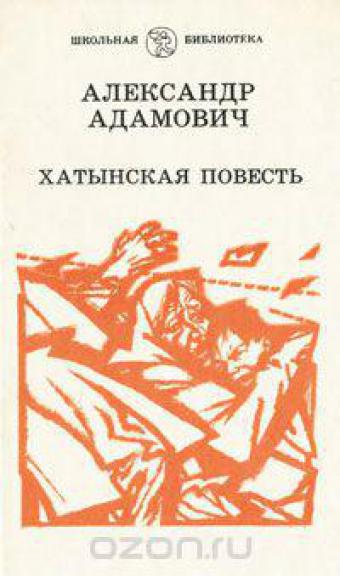 ШКОЛЬНАЯ БИБЛИОТЕКА
АЛЕКСАНДР
АДАМОВИЧ
ХАТЫНСКАЯ ПОВЕСТЬ
ozon.ru